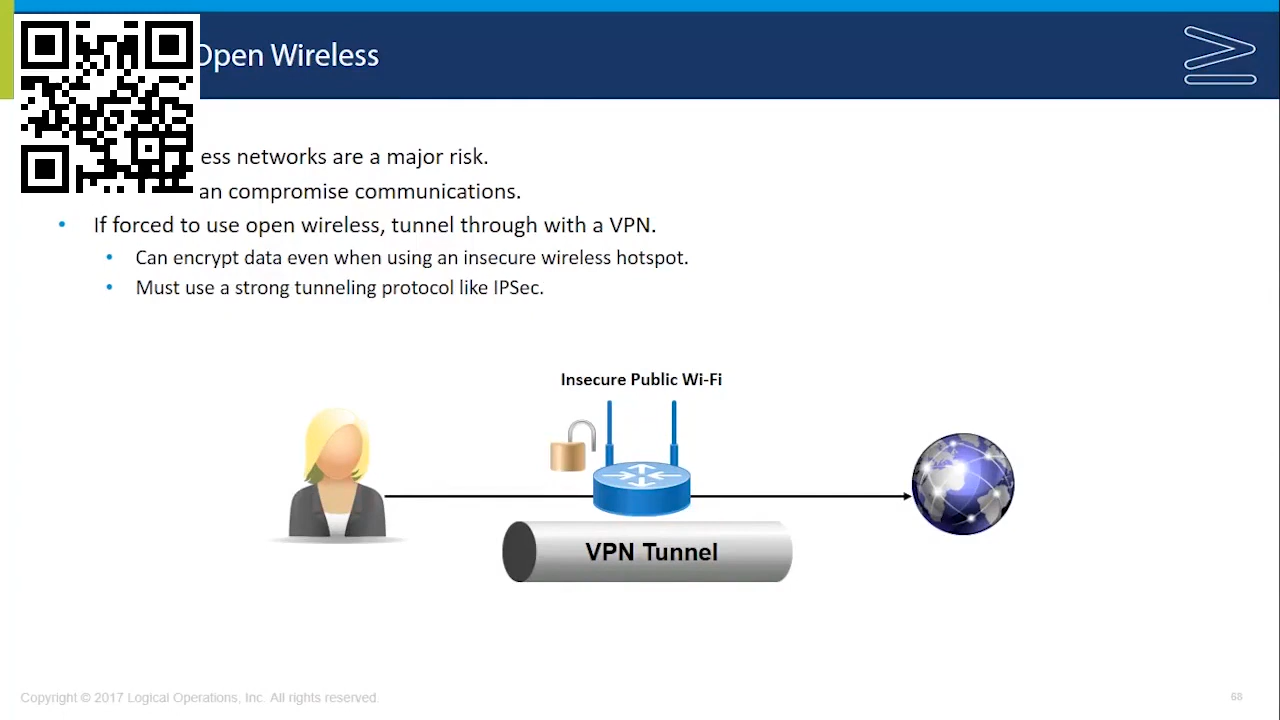 Open Wireless
networks are a major risk.
compromise communications.
• If forced to use open wireless, tunnel through with a VPN.
• Can encrypt data even when using an insecure wireless hotspot.
• Must use a strong tunneling protocol like IPSec.
Insecure Public Wi-Fi
VPN Tunnel
Copyright © 2017 Logical Operations, Inc. All rights reserved.
68